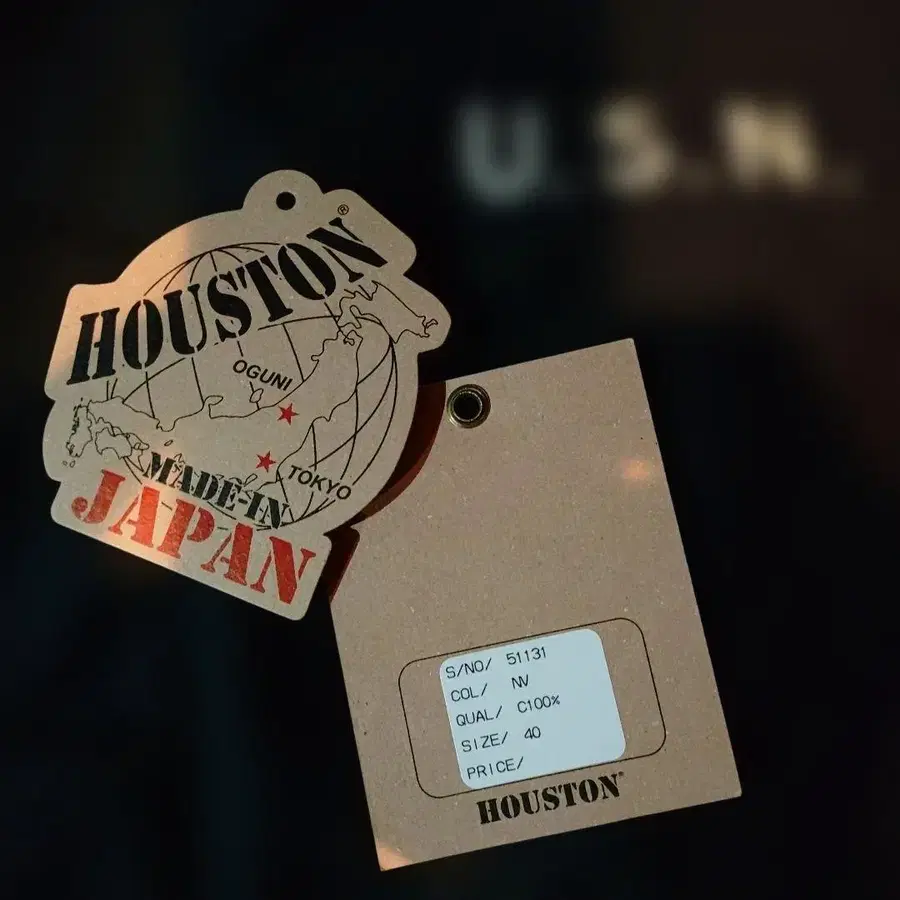 U.S.N.
HOUSTON®
OGUNI
TOKYO
MADE-IN
JAPAN
S/NO/ 51131
COL/ NV
QUAL/ C100%
SIZE/ 40
PRICE/
HOUSTON®